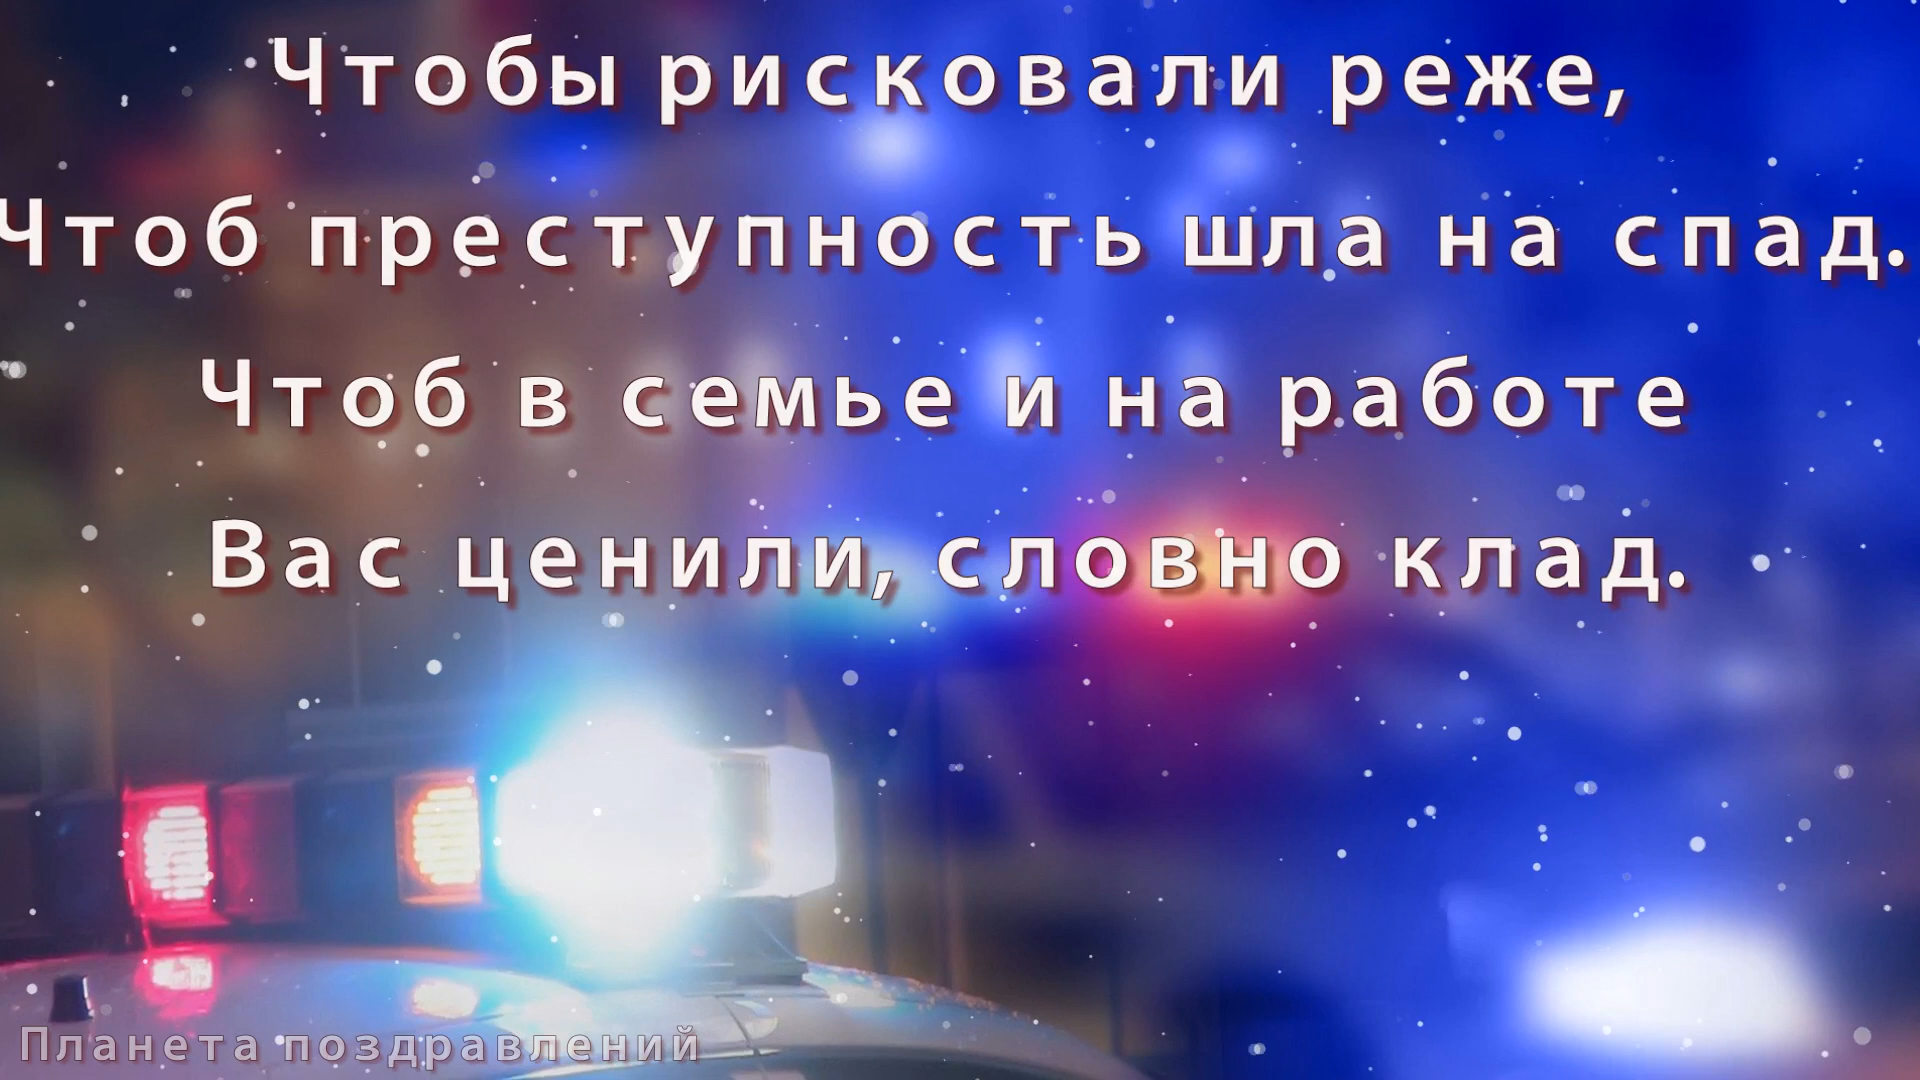 Чтобы рисковали реже,
Чтоб преступность шла на спад.
Чтоб в семье и на работе
Вас ценили, словно клад.
Планета поздравлений